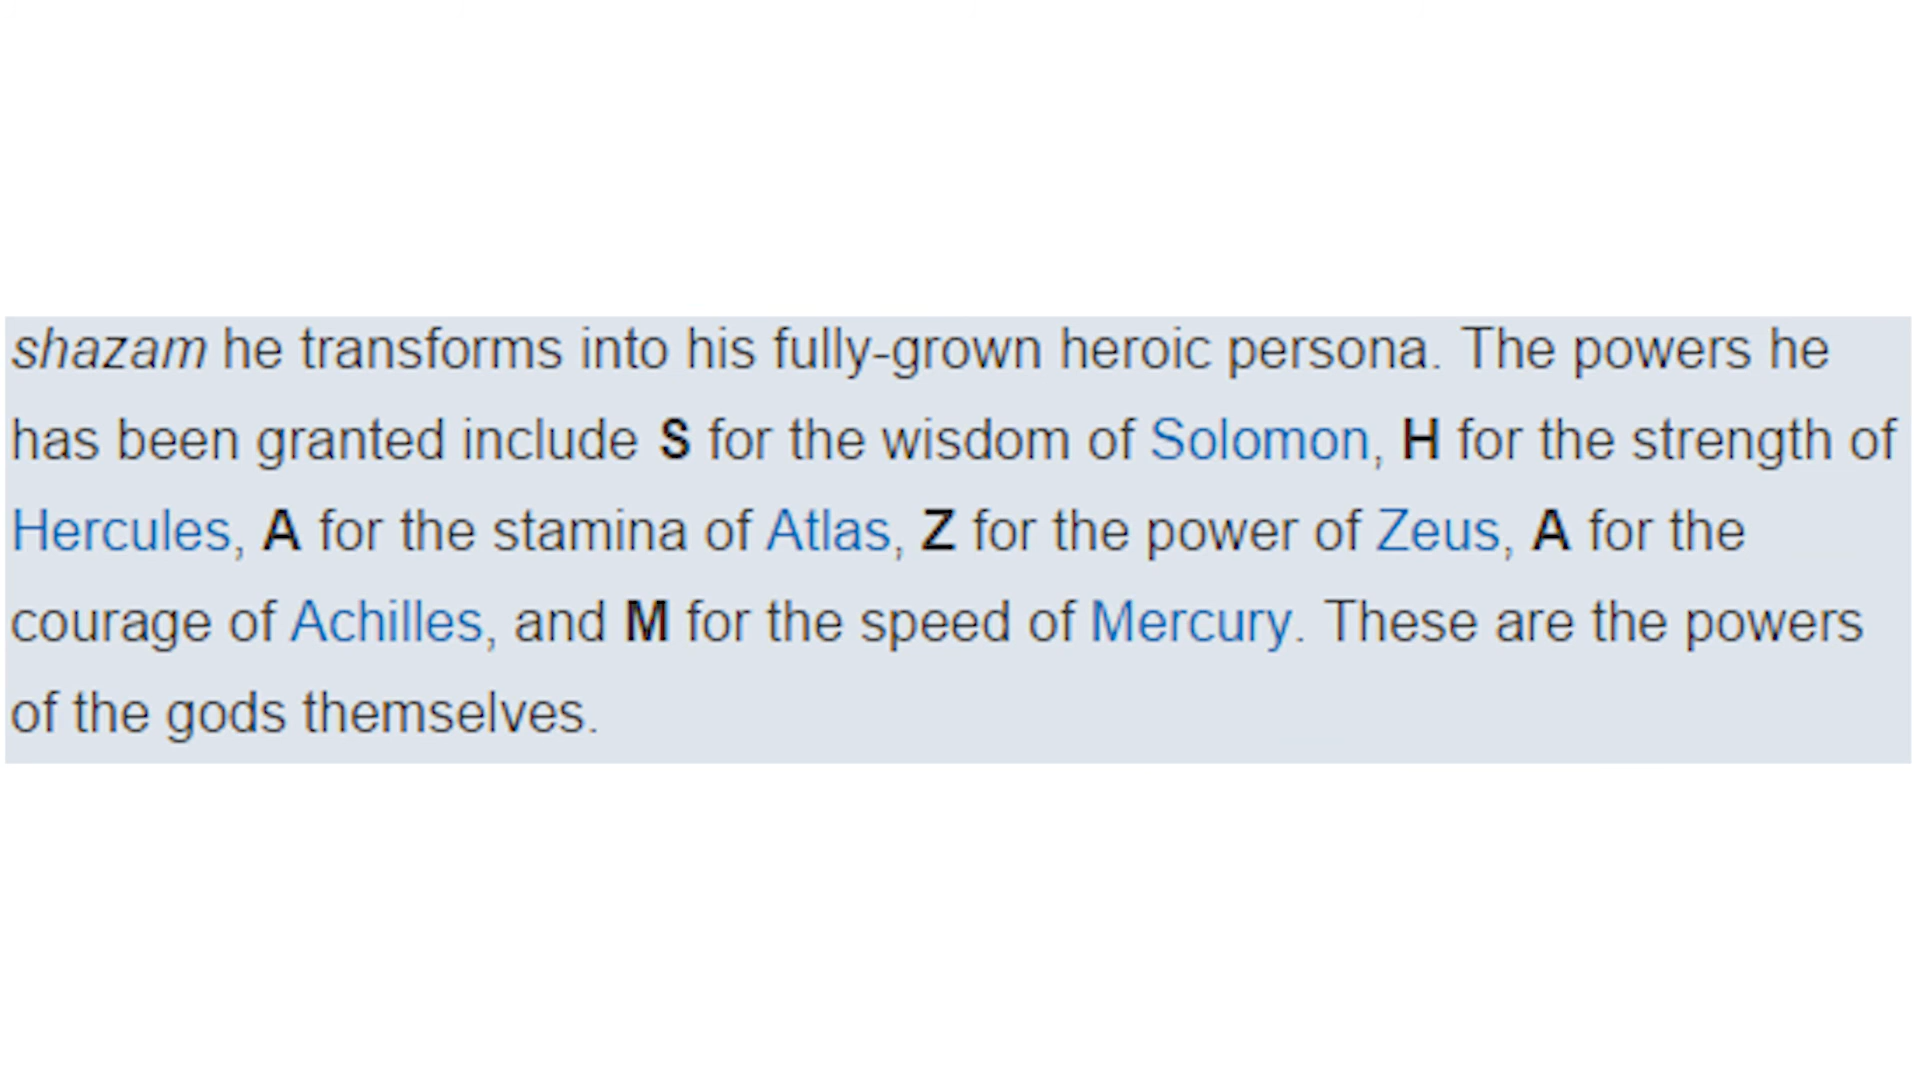 shazam he transforms into his fully-grown heroic persona. The powers he
has been granted include S for the wisdom of Solomon, H for the strength of
Hercules, A for the stamina of Atlas, Z for the power of Zeus, A for the
courage of Achilles, and M for the speed of Mercury. These are the powers
of the gods themselves.